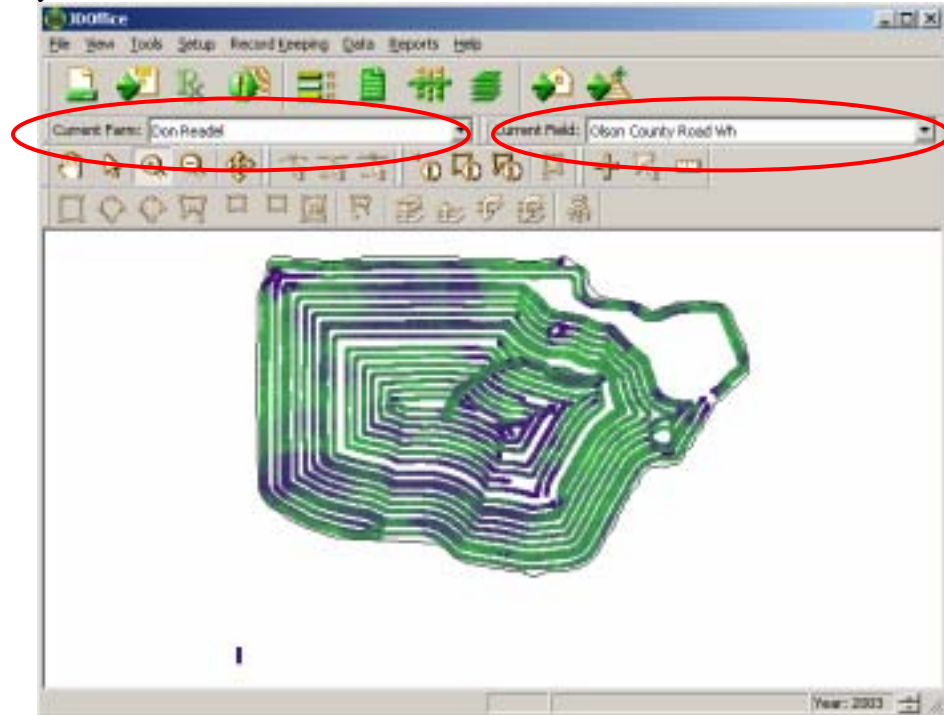 JDOffice
File View Tools Setup Record Keeping Data Reports Help
Current Farm: Don Readel Current Field: Olson County Road Wh
Year: 2003